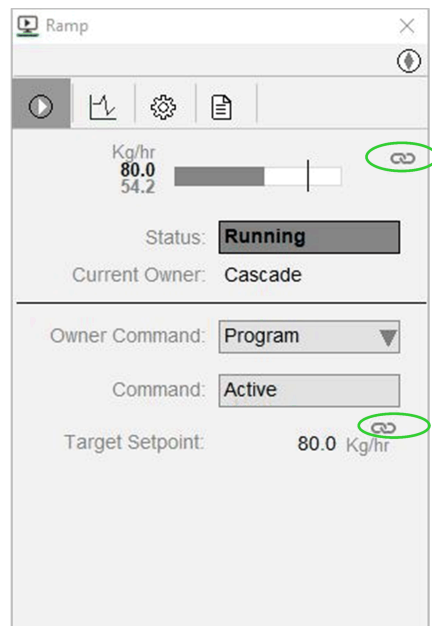 Ramp
Kg/hr
80.0
54.2
Status: Running
Current Owner: Cascade
Owner Command: Program
Command: Active
Target Setpoint: 80.0 Kg/hr